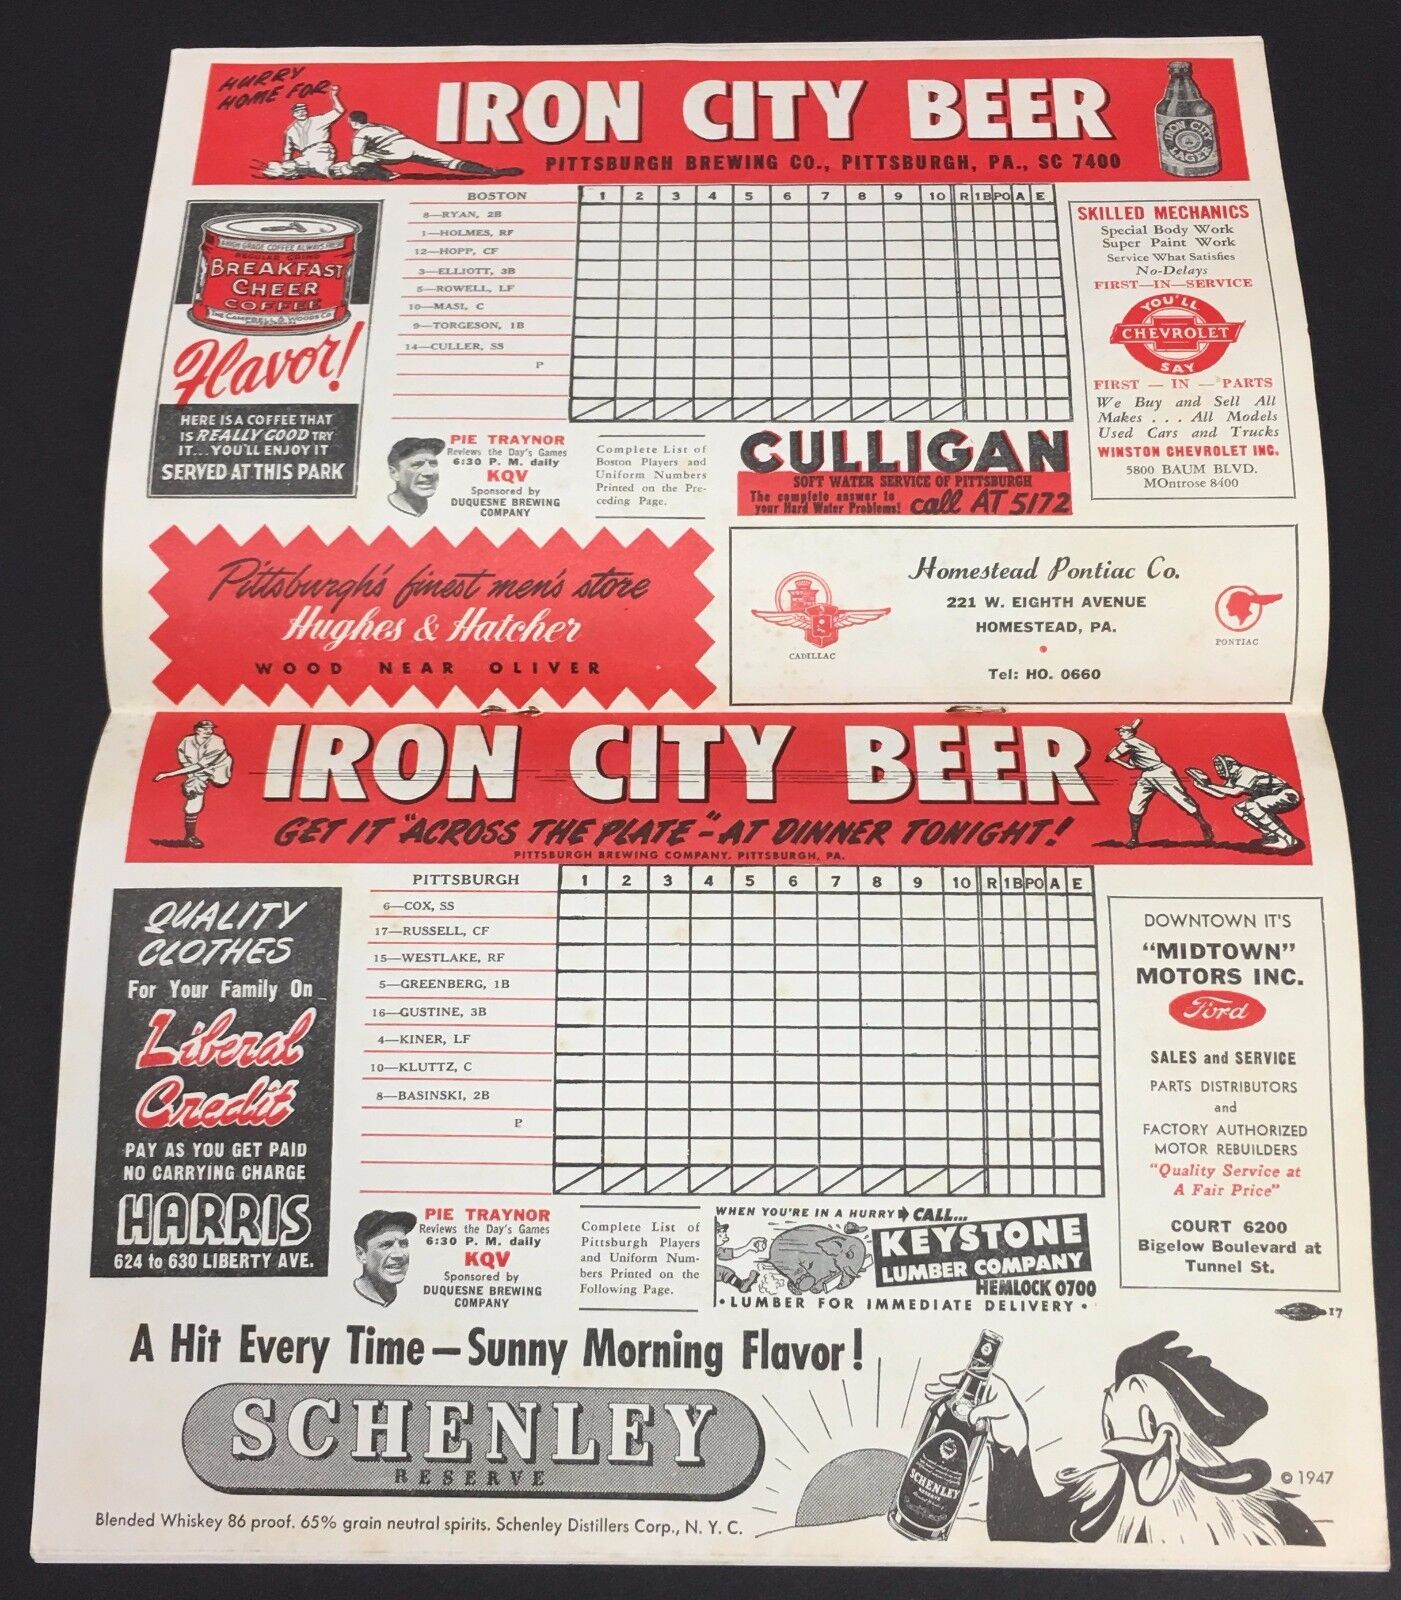 HURRY
HOME FOR
IRON CITY BEER
PITTSBURGH BREWING CO., PITTSBURGH, PA., SC 7400
IRON CITY
LAGER
A HIGH GRADE COFFEE ALWAYS FRESH
REGULAR GRIND
BREAKFAST
CHEER
COFFEE
THE CAMPBELL & WOODS CO.
PITTSBURGH
Flavor!
HERE IS A COFFEE THAT
IS REALLY GOOD TRY
IT...YOU'LL ENJOY IT
SERVED AT THIS PARK
BOSTON 1 2 3 4 5 6 7 8 9 10 R 1B PO A E
8—RYAN, 2B
1—HOLMES, RF
12—HOPP, CF
3—ELLIOTT, 3B
5—ROWELL, LF
10—MASI, C
9—TORGESON, 1B
14—CULLER, SS
P
SKILLED MECHANICS
Special Body Work
Super Paint Work
Service What Satisfies
No-Delays
FIRST—IN—SERVICE
YOU'LL
CHEVROLET
SAY
FIRST — IN — PARTS
We Buy and Sell All
Makes . . . All Models
Used Cars and Trucks
WINSTON CHEVROLET INC.
5800 BAUM BLVD.
MOntrose 8400
PIE TRAYNOR
Reviews the Day's Games
6:30 P. M. daily
KQV
Sponsored by
DUQUESNE BREWING
COMPANY
Complete List of
Boston Players and
Uniform Numbers
Printed on the Pre-
ceding Page.
CULLIGAN
SOFT WATER SERVICE OF PITTSBURGH
The complete answer to
your Hard Water Problems! call AT 5172
Pittsburgh's finest men's store
Hughes & Hatcher
WOOD NEAR OLIVER
Homestead Pontiac Co.
221 W. EIGHTH AVENUE
HOMESTEAD, PA.
Tel: HO. 0660
CADILLAC
PONTIAC
IRON CITY BEER
GET IT "ACROSS THE PLATE"-AT DINNER TONIGHT!
PITTSBURGH BREWING COMPANY, PITTSBURGH, PA.
QUALITY
CLOTHES
For Your Family On
Liberal
Credit
PAY AS YOU GET PAID
NO CARRYING CHARGE
HARRIS
624 to 630 LIBERTY AVE.
PITTSBURGH 1 2 3 4 5 6 7 8 9 10 R 1B PO A E
6—COX, SS
17—RUSSELL, CF
15—WESTLAKE, RF
5—GREENBERG, 1B
16—GUSTINE, 3B
4—KINER, LF
10—KLUTTZ, C
8—BASINSKI, 2B
P
DOWNTOWN IT'S
"MIDTOWN"
MOTORS INC.
Ford
SALES and SERVICE
PARTS DISTRIBUTORS
and
FACTORY AUTHORIZED
MOTOR REBUILDERS
"Quality Service at
A Fair Price"
COURT 6200
Bigelow Boulevard at
Tunnel St.
PIE TRAYNOR
Reviews the Day's Games
6:30 P. M. daily
KQV
Sponsored by
DUQUESNE BREWING
COMPANY
Complete List of
Pittsburgh Players
and Uniform Num-
bers Printed on the
Following Page.
WHEN YOU'RE IN A HURRY CALL...
KEYSTONE
LUMBER COMPANY
HEMLOCK 0700
• LUMBER FOR IMMEDIATE DELIVERY •
17
A Hit Every Time—Sunny Morning Flavor!
SCHENLEY
RESERVE
SCHENLEY
RESERVE
© 1947
Blended Whiskey 86 proof. 65% grain neutral spirits. Schenley Distillers Corp., N. Y. C.